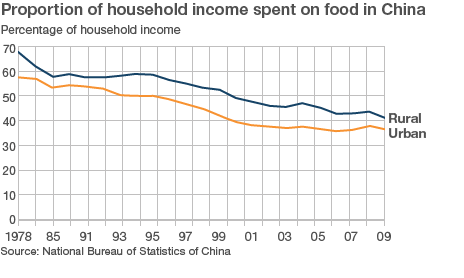 Proportion of household income spent on food in China
Percentage of household income
70
60
50
40
30
20
10
0
Rural
Urban
1978 85 91 93 95 97 99 01 03 05 07 09
Source: National Bureau of Statistics of China